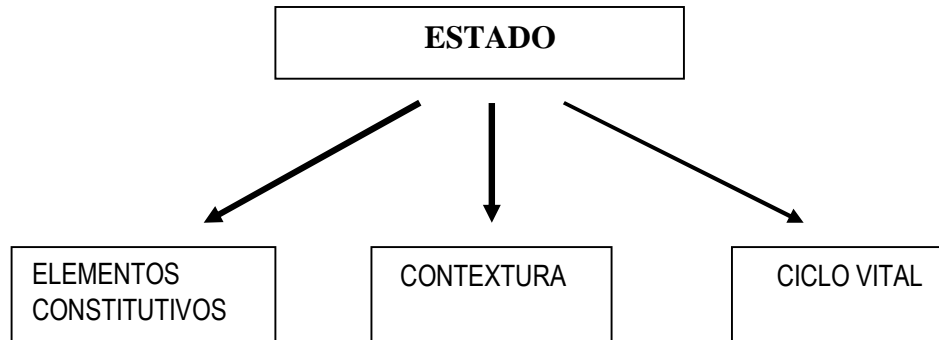 ESTADO
ELEMENTOS
CONSTITUTIVOS
CONTEXTURA
CICLO VITAL